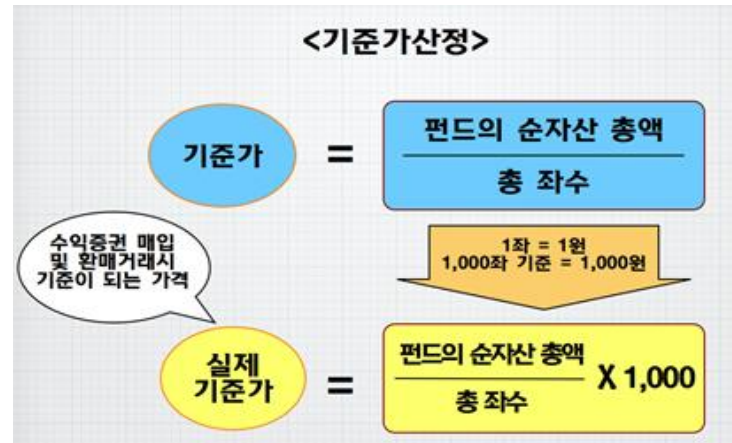 <기준가산정>
기준가 = 펀드의 순자산 총액
총 좌수
1좌 = 1원
1,000좌 기준 = 1,000원
수익증권 매입
및 환매거래시
기준이 되는 가격
실제
기준가 = 펀드의 순자산 총액
총 좌수
X 1,000